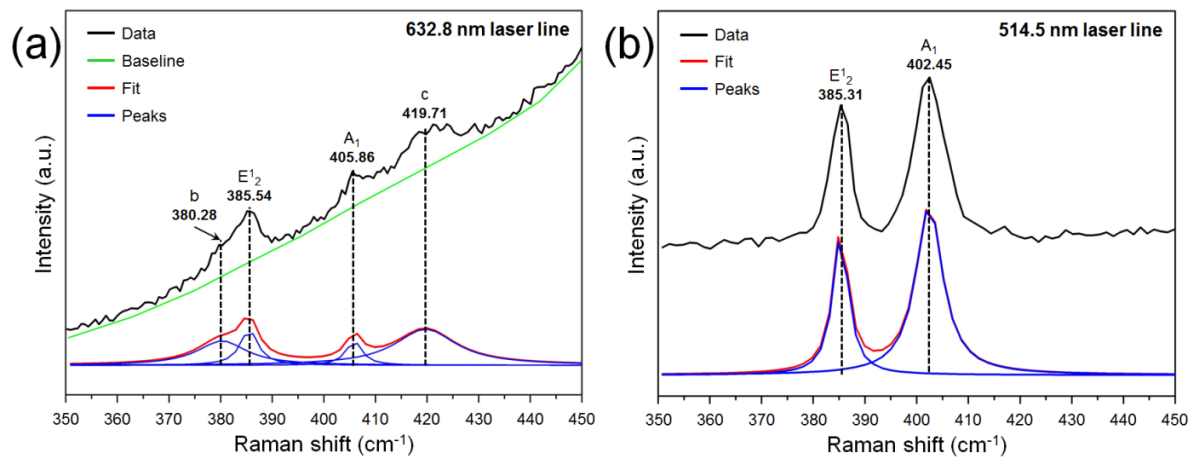 (a)
632.8 nm laser line
Data
Baseline
Fit
Peaks
b
380.28
E¹₂
385.54
A₁
405.86
c
419.71
Intensity (a.u.)
350 360 370 380 390 400 410 420 430 440 450
Raman shift (cm⁻¹)
(b)
514.5 nm laser line
Data
Fit
Peaks
E¹₂
385.31
A₁
402.45
Intensity (a.u.)
350 360 370 380 390 400 410 420 430 440 450
Raman shift (cm⁻¹)